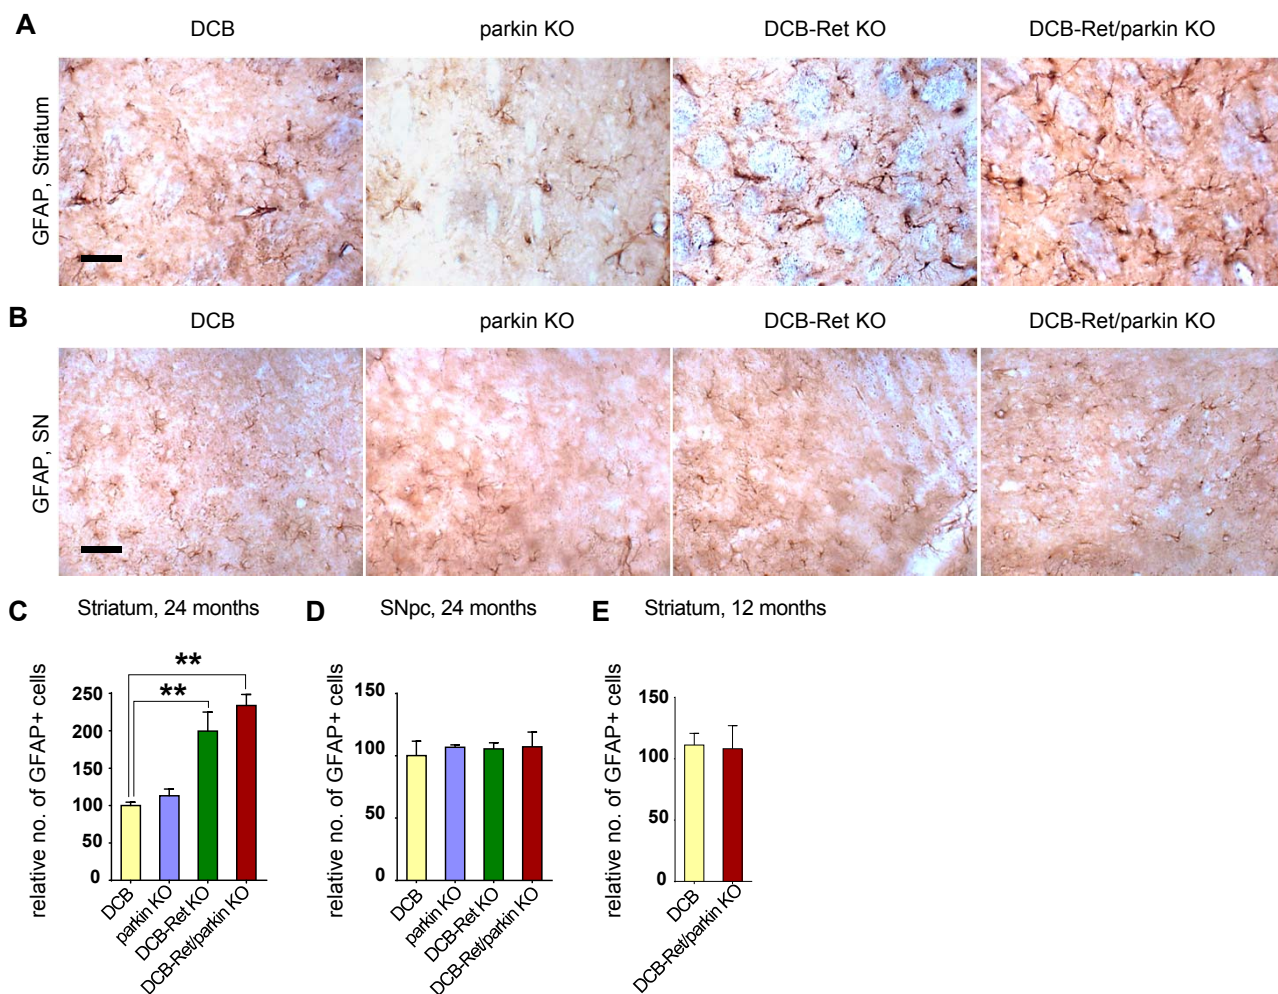 A
DCB
parkin KO
DCB-Ret KO
DCB-Ret/parkin KO
GFAP, Striatum
B
DCB
parkin KO
DCB-Ret KO
DCB-Ret/parkin KO
GFAP, SN
C
Striatum, 24 months
relative no. of GFAP+ cells
250
200
150
100
50
0
**
**
DCB
parkin KO
DCB-Ret KO
DCB-Ret/parkin KO
D
SNpc, 24 months
relative no. of GFAP+ cells
150
100
50
0
DCB
parkin KO
DCB-Ret KO
DCB-Ret/parkin KO
E
Striatum, 12 months
relative no. of GFAP+ cells
150
100
50
0
DCB
DCB-Ret/parkin KO